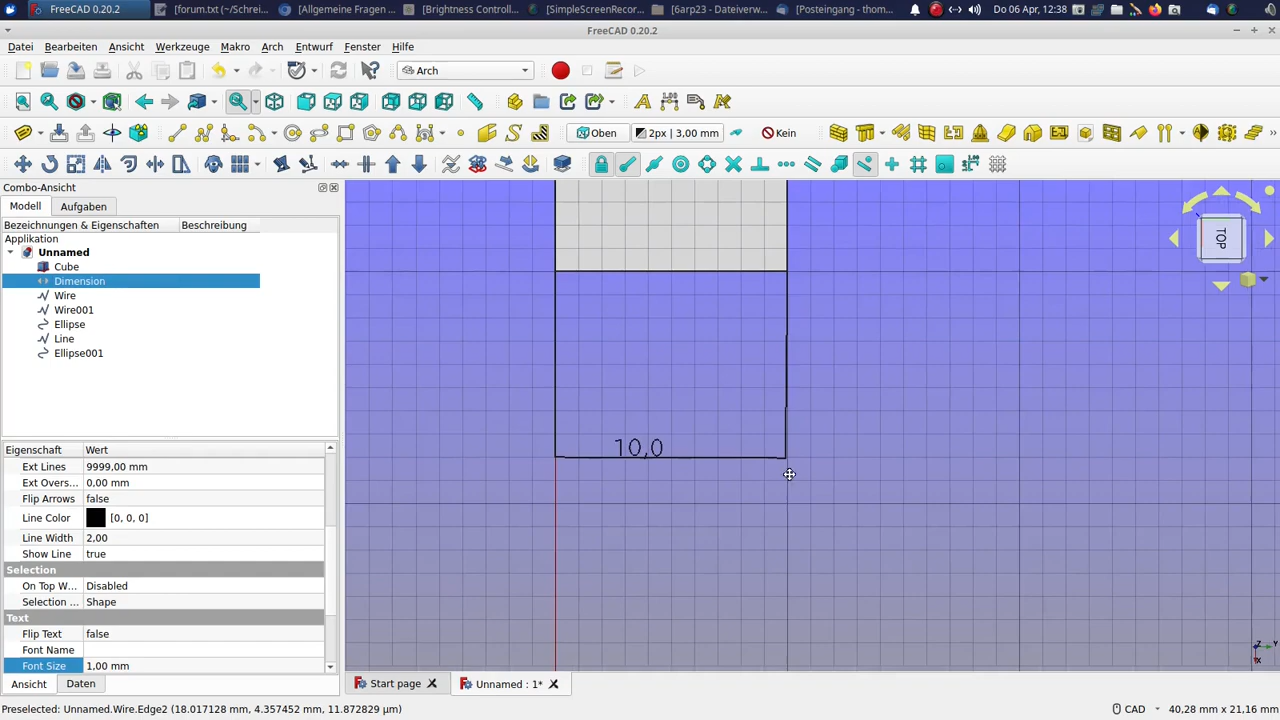 FreeCAD 0.20.2
[forum.txt (~/Schrei...
[Allgemeine Fragen ...
[Brightness Controll...
[SimpleScreenRecor...
[6arp23 - Dateiverw...
[Posteingang - thom...
Do 06 Apr, 12:38
FreeCAD 0.20.2
Datei Bearbeiten Ansicht Werkzeuge Makro Arch Entwurf Fenster Hilfe
Arch
Oben
2px | 3,00 mm
Kein
Combo-Ansicht
Modell Aufgaben
Bezeichnungen & Eigenschaften Beschreibung
Applikation
Unnamed
Cube
Dimension
Wire
Wire001
Ellipse
Line
Ellipse001
Eigenschaft Wert
Ext Lines 9999,00 mm
Ext Overs... 0,00 mm
Flip Arrows false
Line Color [0, 0, 0]
Line Width 2,00
Show Line true
Selection
On Top W... Disabled
Selection ... Shape
Text
Flip Text false
Font Name
Font Size 1,00 mm
Ansicht Daten
10,0
TOP
Z Y
X
Start page
Unnamed : 1*
Preselected: Unnamed.Wire.Edge2 (18.017128 mm, 4.357452 mm, 11.872829 µm)
CAD
40,28 mm x 21,16 mm